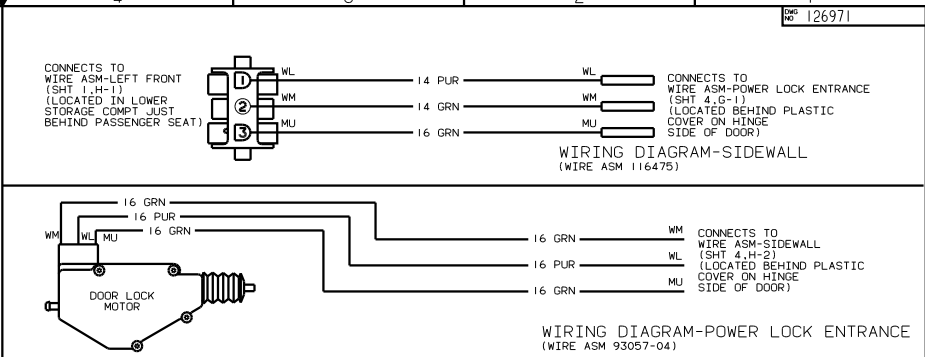 DWG NO 126971
CONNECTS TO
WIRE ASM-LEFT FRONT
(SHT 1,H-1)
(LOCATED IN LOWER
STORAGE COMPT JUST
BEHIND PASSENGER SEAT)
1
2
3
WL
14 PUR
WL
WM
14 GRN
WM
MU
16 GRN
MU
CONNECTS TO
WIRE ASM-POWER LOCK ENTRANCE
(SHT 4,G-1)
(LOCATED BEHIND PLASTIC
COVER ON HINGE
SIDE OF DOOR)
WIRING DIAGRAM-SIDEWALL
(WIRE ASM 116475)
16 GRN
16 PUR
16 GRN
WM
WL
MU
DOOR LOCK
MOTOR
16 GRN
WM
16 PUR
WL
16 GRN
MU
CONNECTS TO
WIRE ASM-SIDEWALL
(SHT 4,H-2)
(LOCATED BEHIND PLASTIC
COVER ON HINGE
SIDE OF DOOR)
WIRING DIAGRAM-POWER LOCK ENTRANCE
(WIRE ASM 93057-04)